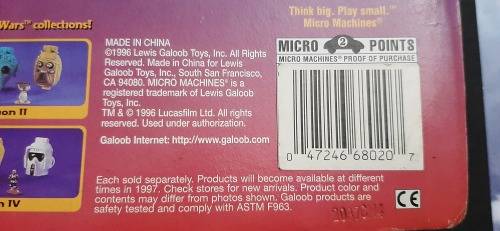 Wars™ collections!
Think big. Play small.™
Micro Machines®
MADE IN CHINA
©1996 Lewis Galoob Toys, Inc. All Rights
Reserved. Made in China for Lewis
Galoob Toys, Inc., South San Francisco,
CA 94080. MICRO MACHINES® is a
registered trademark of Lewis Galoob
Toys, Inc.
TM & © 1996 Lucasfilm Ltd. All rights
reserved. Used under authorization.
Galoob Internet: http://www.galoob.com
MICRO 2 POINTS
MICRO MACHINES® PROOF OF PURCHASE
0 47246 68020 7
on II
on IV
Each sold separately. Products will become available at different
times in 1997. Check stores for new arrivals. Product color and
contents may differ from photos shown. Galoob products are
safety tested and comply with ASTM F963.
CE